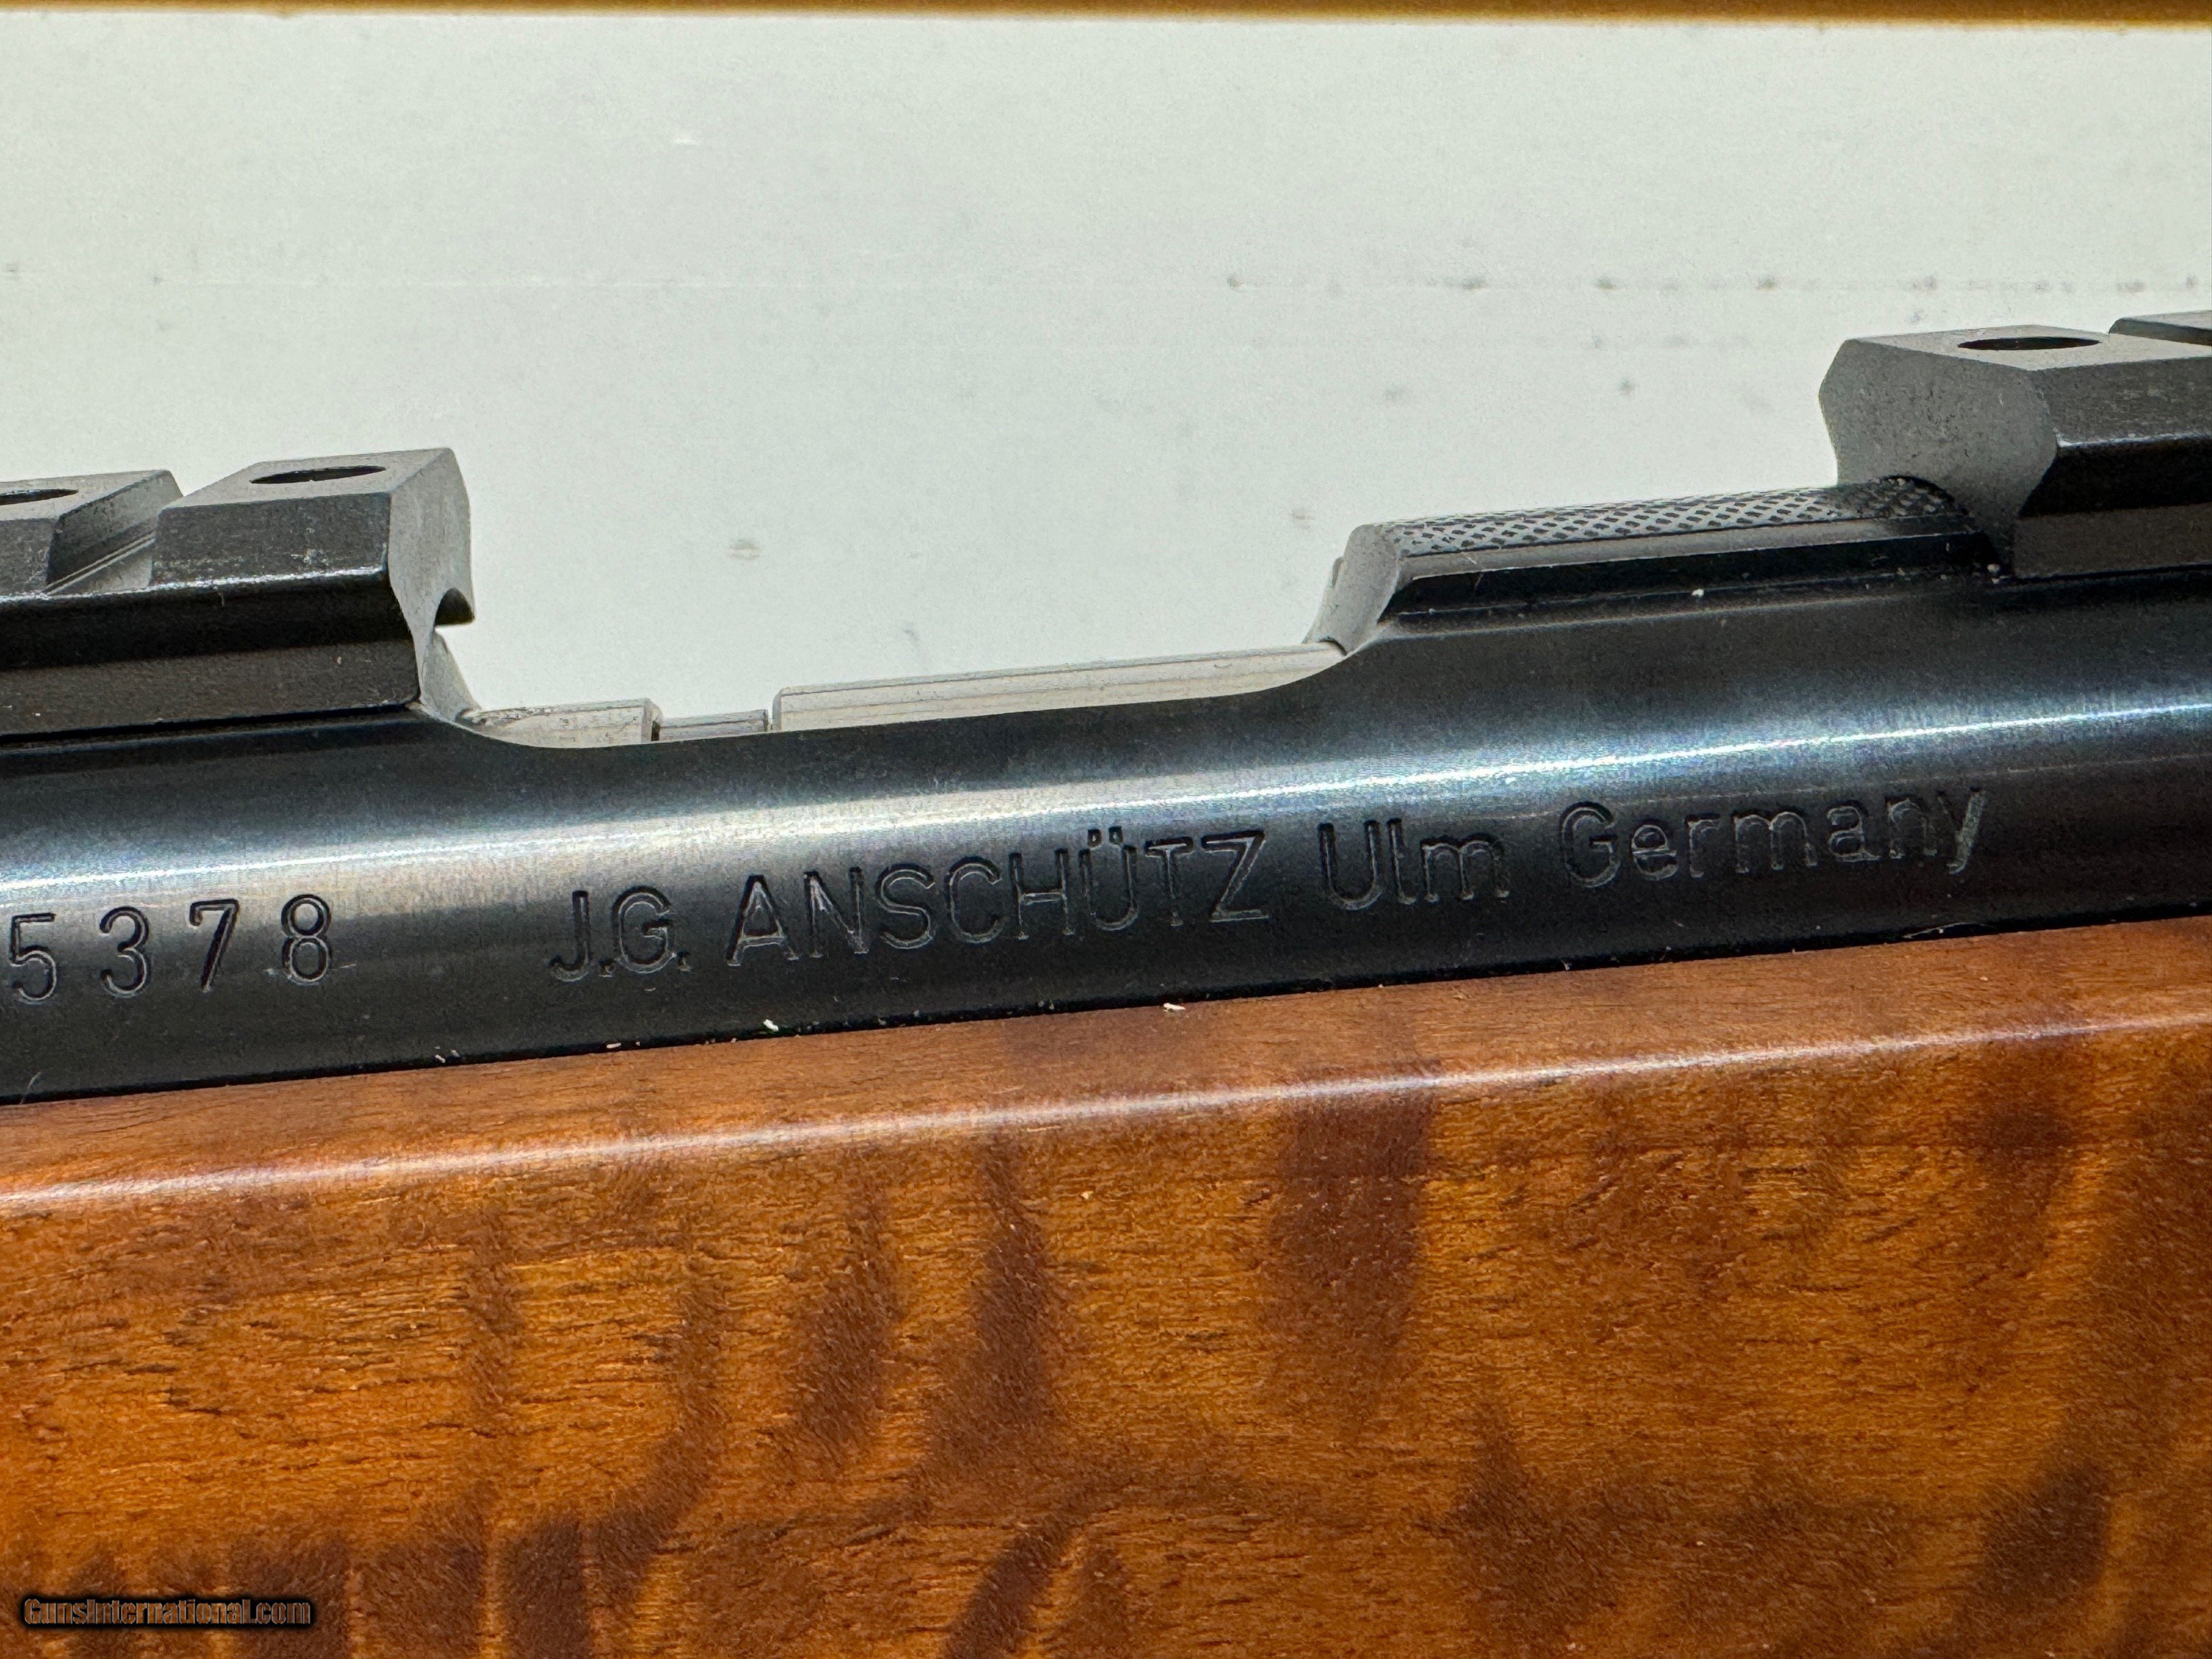 5378 J.G. ANSCHÜTZ Ulm Germany
GunsInternational.com